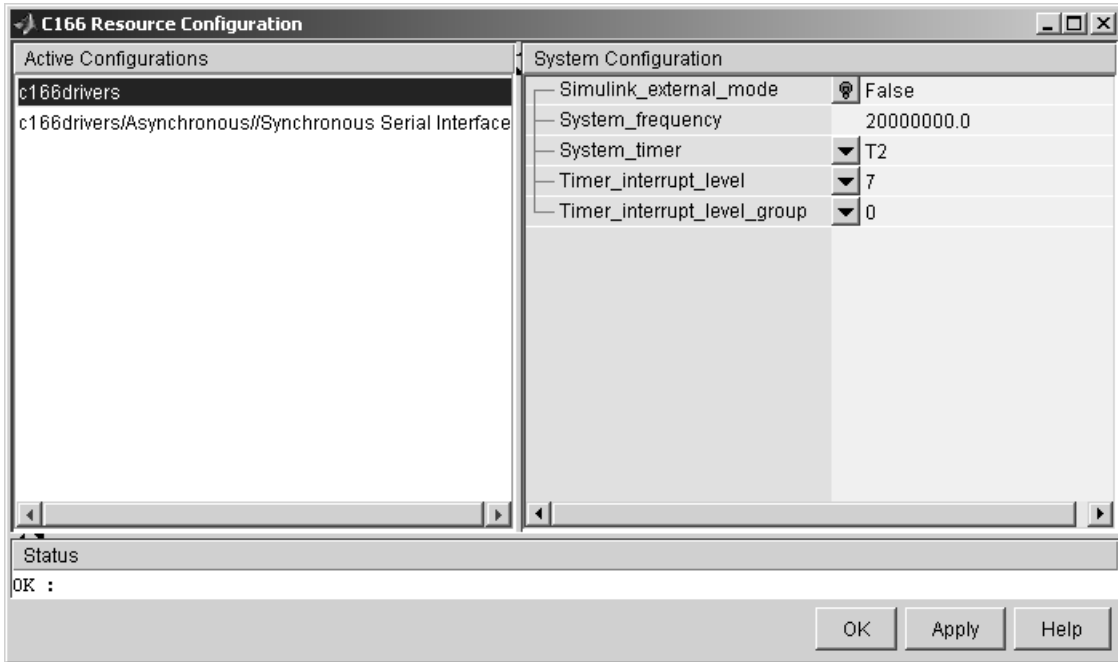 C166 Resource Configuration
Active Configurations
c166drivers
c166drivers/Asynchronous//Synchronous Serial Interface
System Configuration
Simulink_external_mode False
System_frequency 20000000.0
System_timer T2
Timer_interrupt_level 7
Timer_interrupt_level_group 0
Status
OK :
OK Apply Help